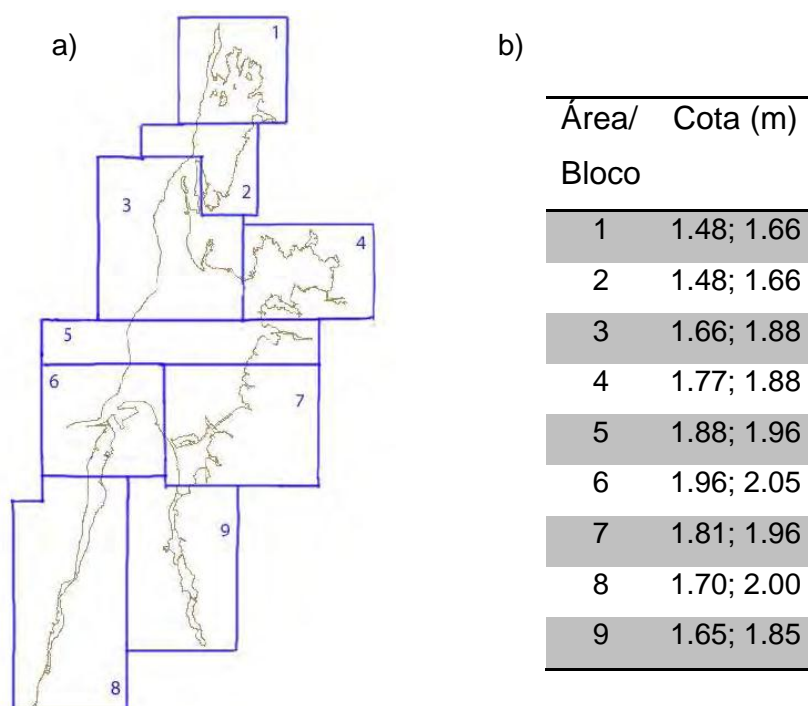 a)
1
2
3
4
5
6
7
9
8
b)
Área/ Cota (m)
Bloco
1 1.48; 1.66
2 1.48; 1.66
3 1.66; 1.88
4 1.77; 1.88
5 1.88; 1.96
6 1.96; 2.05
7 1.81; 1.96
8 1.70; 2.00
9 1.65; 1.85